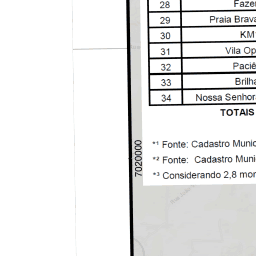 28 Fazen
29 Praia Brava
30 KM
31 Vila Op
32 Paciê
33 Brilha
34 Nossa Senhor
TOTAIS
*¹ Fonte: Cadastro Munic
*² Fonte: Cadastro Munic
*³ Considerando 2,8 mor
7020000